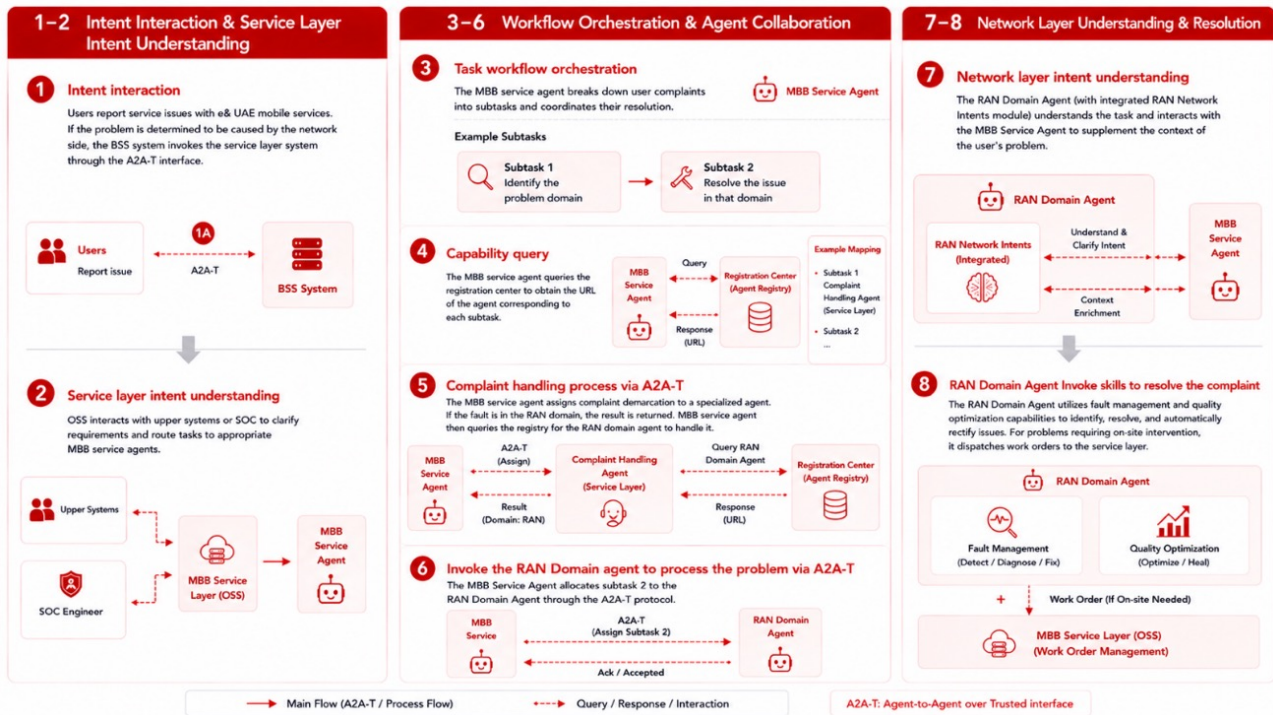 1–2 Intent Interaction & Service Layer
Intent Understanding
1
Intent interaction
Users report service issues with e& UAE mobile services.
If the problem is determined to be caused by the network
side, the BSS system invokes the service layer system
through the A2A-T interface.
Users
Report issue
1A
A2A-T
BSS System
2
Service layer intent understanding
OSS interacts with upper systems or SOC to clarify
requirements and route tasks to appropriate
MBB service agents.
Upper Systems
SOC Engineer
MBB Service
Layer (OSS)
MBB
Service
Agent
3–6 Workflow Orchestration & Agent Collaboration
3
Task workflow orchestration
The MBB service agent breaks down user complaints
into subtasks and coordinates their resolution.
MBB Service Agent
Example Subtasks
Subtask 1
Identify the
problem domain
Subtask 2
Resolve the issue
in that domain
4
Capability query
The MBB service agent queries the
registration center to obtain the URL
of the agent corresponding to
each subtask.
MBB
Service
Agent
Query
Response
(URL)
Registration Center
(Agent Registry)
Example Mapping
• Subtask 1
Complaint
Handling Agent
(Service Layer)
• Subtask 2
...
5
Complaint handling process via A2A-T
The MBB service agent assigns complaint demarcation to a specialized agent.
If the fault is in the RAN domain, the result is returned. MBB service agent
then queries the registry for the RAN domain agent to handle it.
MBB
Service
Agent
A2A-T
(Assign)
Result
(Domain: RAN)
Complaint Handling
Agent
(Service Layer)
Query RAN
Domain Agent
Response
(URL)
Registration Center
(Agent Registry)
6
Invoke the RAN Domain agent to process the problem via A2A-T
The MBB Service Agent allocates subtask 2 to the
RAN Domain Agent through the A2A-T protocol.
MBB
Service
A2A-T
(Assign Subtask 2)
Ack / Accepted
RAN Domain
Agent
7–8 Network Layer Understanding & Resolution
7
Network layer intent understanding
The RAN Domain Agent (with integrated RAN Network
Intents module) understands the task and interacts with
the MBB Service Agent to supplement the context of
the user's problem.
RAN Domain Agent
RAN Network Intents
(Integrated)
Understand &
Clarify Intent
Context
Enrichment
MBB
Service
Agent
8
RAN Domain Agent Invoke skills to resolve the complaint
The RAN Domain Agent utilizes fault management and quality
optimization capabilities to identify, resolve, and automatically
rectify issues. For problems requiring on-site intervention,
it dispatches work orders to the service layer.
RAN Domain Agent
Fault Management
(Detect / Diagnose / Fix)
Quality Optimization
(Optimize / Heal)
+
Work Order (If On-site Needed)
MBB Service Layer (OSS)
(Work Order Management)
Main Flow (A2A-T / Process Flow)
Query / Response / Interaction
A2A-T: Agent-to-Agent over Trusted interface